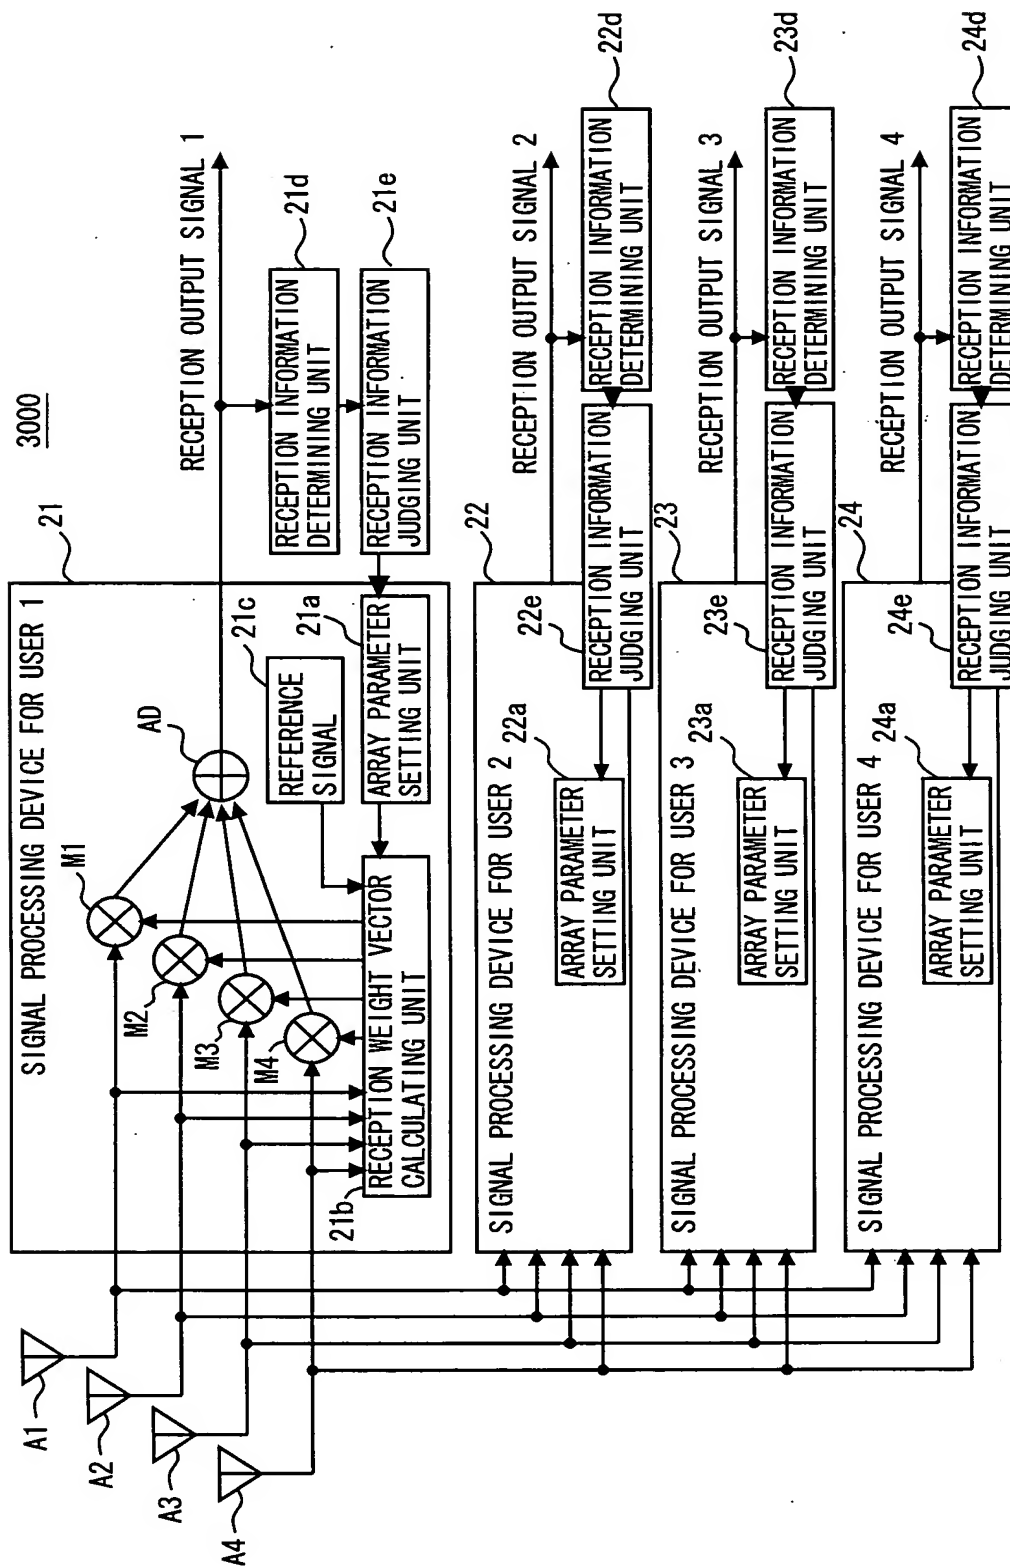 3000
SIGNAL PROCESSING DEVICE FOR USER 1
21
RECEPTION OUTPUT SIGNAL 1
A1
A2
A3
A4
M1
M2
M3
M4
AD
21c
REFERENCE
SIGNAL
21a
ARRAY PARAMETER
SETTING UNIT
21b
RECEPTION WEIGHT VECTOR
CALCULATING UNIT
21d
RECEPTION INFORMATION
DETERMINING UNIT
21e
RECEPTION INFORMATION
JUDGING UNIT
SIGNAL PROCESSING DEVICE FOR USER 2
22
22a
ARRAY PARAMETER
SETTING UNIT
22e
RECEPTION INFORMATION
JUDGING UNIT
RECEPTION OUTPUT SIGNAL 2
RECEPTION INFORMATION
DETERMINING UNIT
22d
SIGNAL PROCESSING DEVICE FOR USER 3
23
23a
ARRAY PARAMETER
SETTING UNIT
23e
RECEPTION INFORMATION
JUDGING UNIT
RECEPTION OUTPUT SIGNAL 3
RECEPTION INFORMATION
DETERMINING UNIT
23d
SIGNAL PROCESSING DEVICE FOR USER 4
24
24a
ARRAY PARAMETER
SETTING UNIT
24e
RECEPTION INFORMATION
JUDGING UNIT
RECEPTION OUTPUT SIGNAL 4
RECEPTION INFORMATION
DETERMINING UNIT
24d